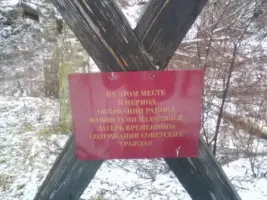 НА ЭТОМ МЕСТЕ
В ПЕРИОД
ОККУПАЦИИ РАЙОНА
ФАШИСТАМИ НАХОДИЛСЯ
ЛАГЕРЬ ВРЕМЕННОГО
СОДЕРЖАНИЯ СОВЕТСКИХ
ГРАЖДАН